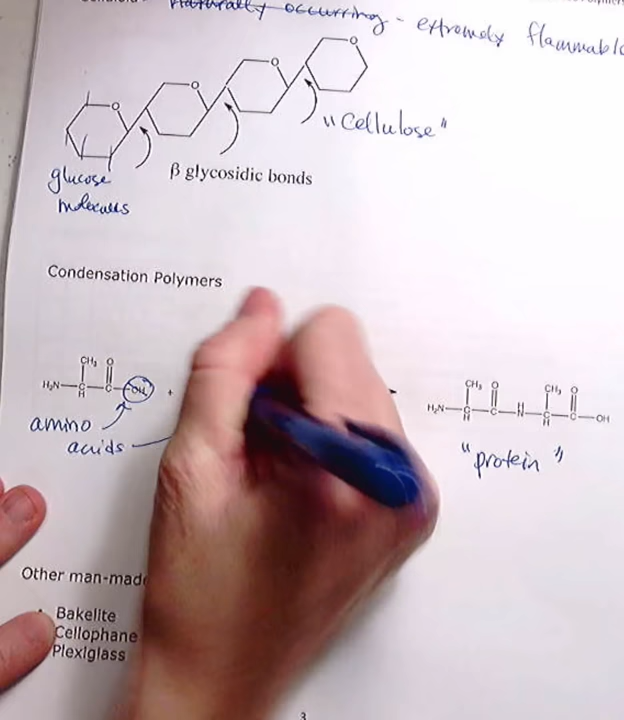 Naturally occurring - extremely flammable
O
O
O
O
"Cellulose"
glucose
molecules
β glycosidic bonds
Condensation Polymers
CH₃ O
H₂N C C OH +
H
amino
acids
CH₃ O CH₃ O
H₂N C C N C C OH
H H H
"protein"
Other man-made
Bakelite
Cellophane
Plexiglass
3